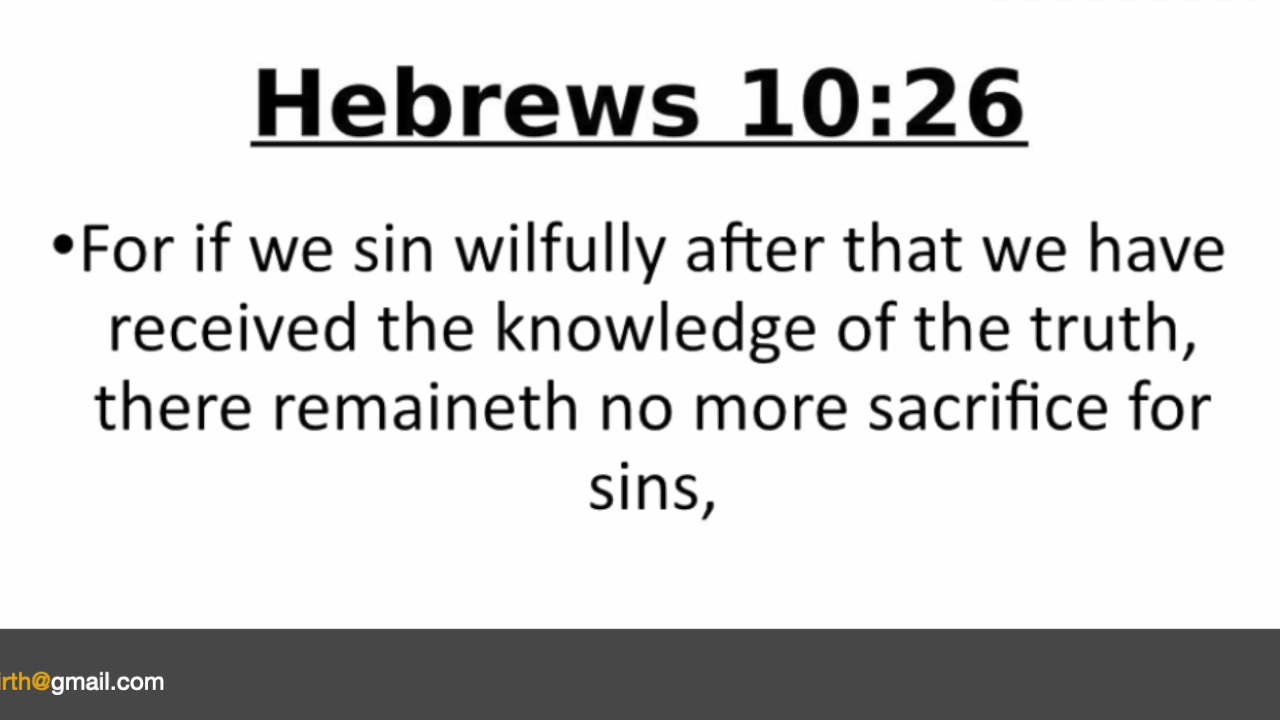 Hebrews 10:26
•For if we sin wilfully after that we have
received the knowledge of the truth,
there remaineth no more sacrifice for
sins,
irth@gmail.com